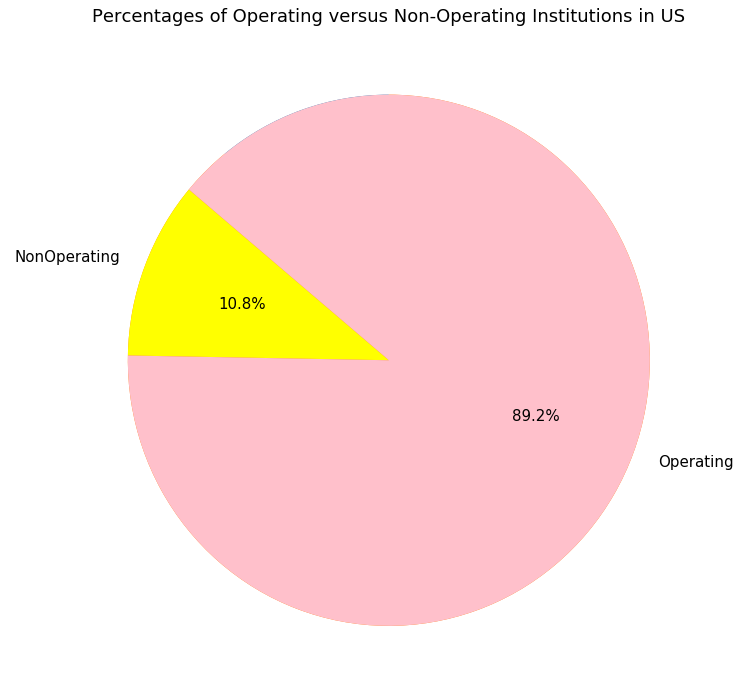 Percentages of Operating versus Non-Operating Institutions in US
NonOperating
10.8%
89.2%
Operating